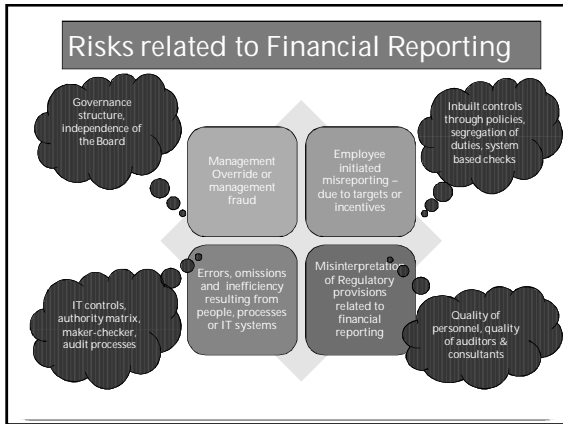 Risks related to Financial Reporting
Governance
structure,
independence of
the Board
Inbuilt controls
through policies,
segregation of
duties, system
based checks
Management
Override or
management
fraud
Employee
initiated
misreporting –
due to targets or
incentives
Errors, omissions
and inefficiency
resulting from
people, processes
or IT systems
Misinterpretation
of Regulatory
provisions
related to
financial
reporting
IT controls,
authority matrix,
maker-checker,
audit processes
Quality of
personnel, quality
of auditors &
consultants